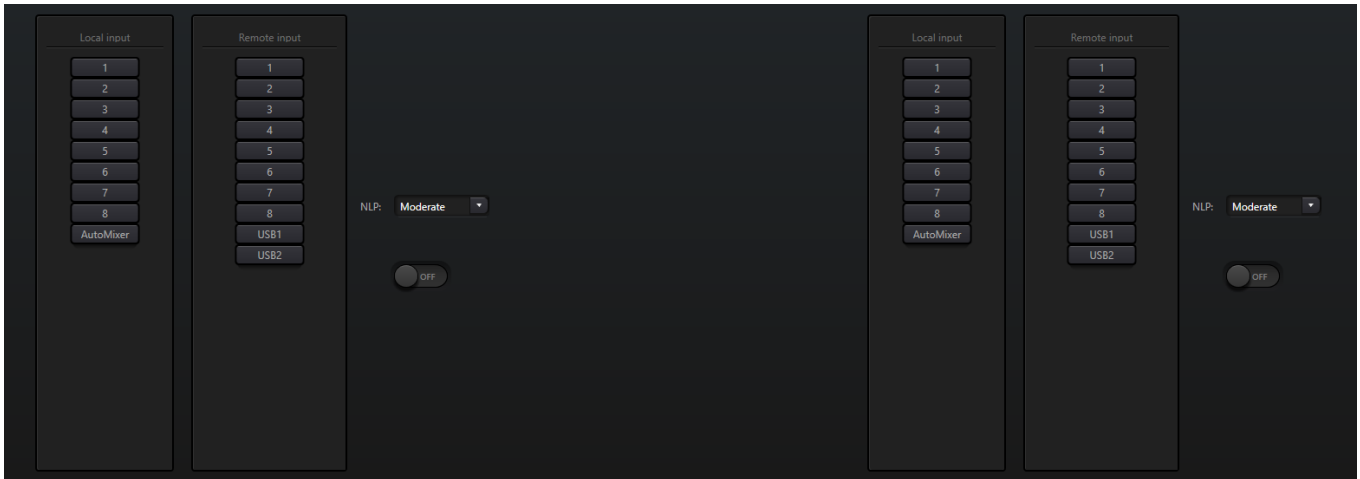 Local input
1
2
3
4
5
6
7
8
AutoMixer
Remote input
1
2
3
4
5
6
7
8
USB1
USB2
NLP: Moderate
OFF
Local input
1
2
3
4
5
6
7
8
AutoMixer
Remote input
1
2
3
4
5
6
7
8
USB1
USB2
NLP: Moderate
OFF